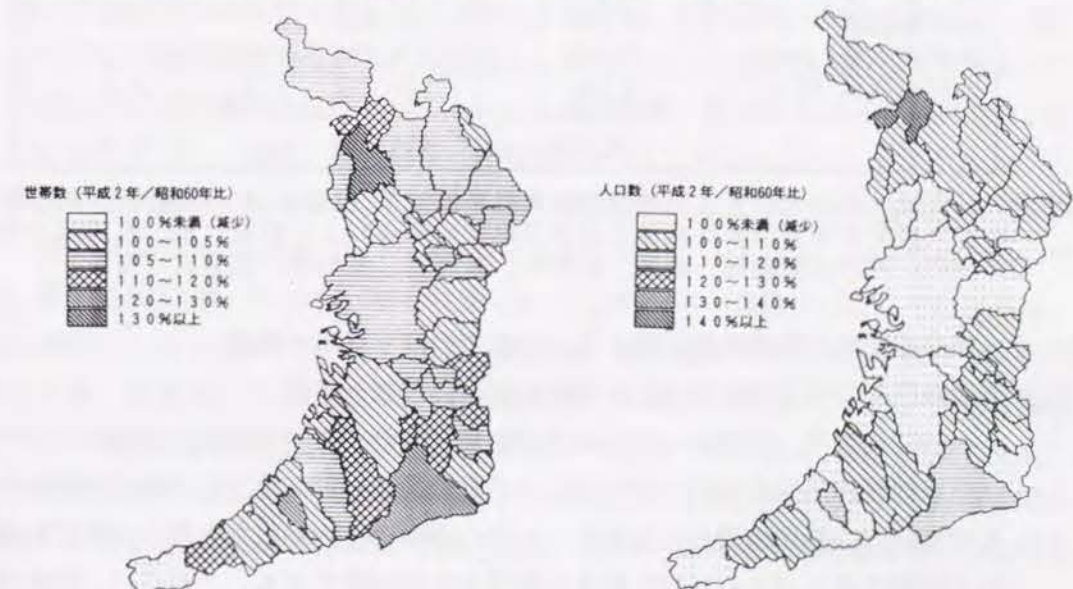 世帯数（平成２年／昭和60年比）
１００％未満（減少）
１００～１０５％
１０５～１１０％
１１０～１２０％
１２０～１３０％
１３０％以上
人口数（平成２年／昭和60年比）
１００％未満（減少）
１００～１１０％
１１０～１２０％
１２０～１３０％
１３０～１４０％
１４０％以上